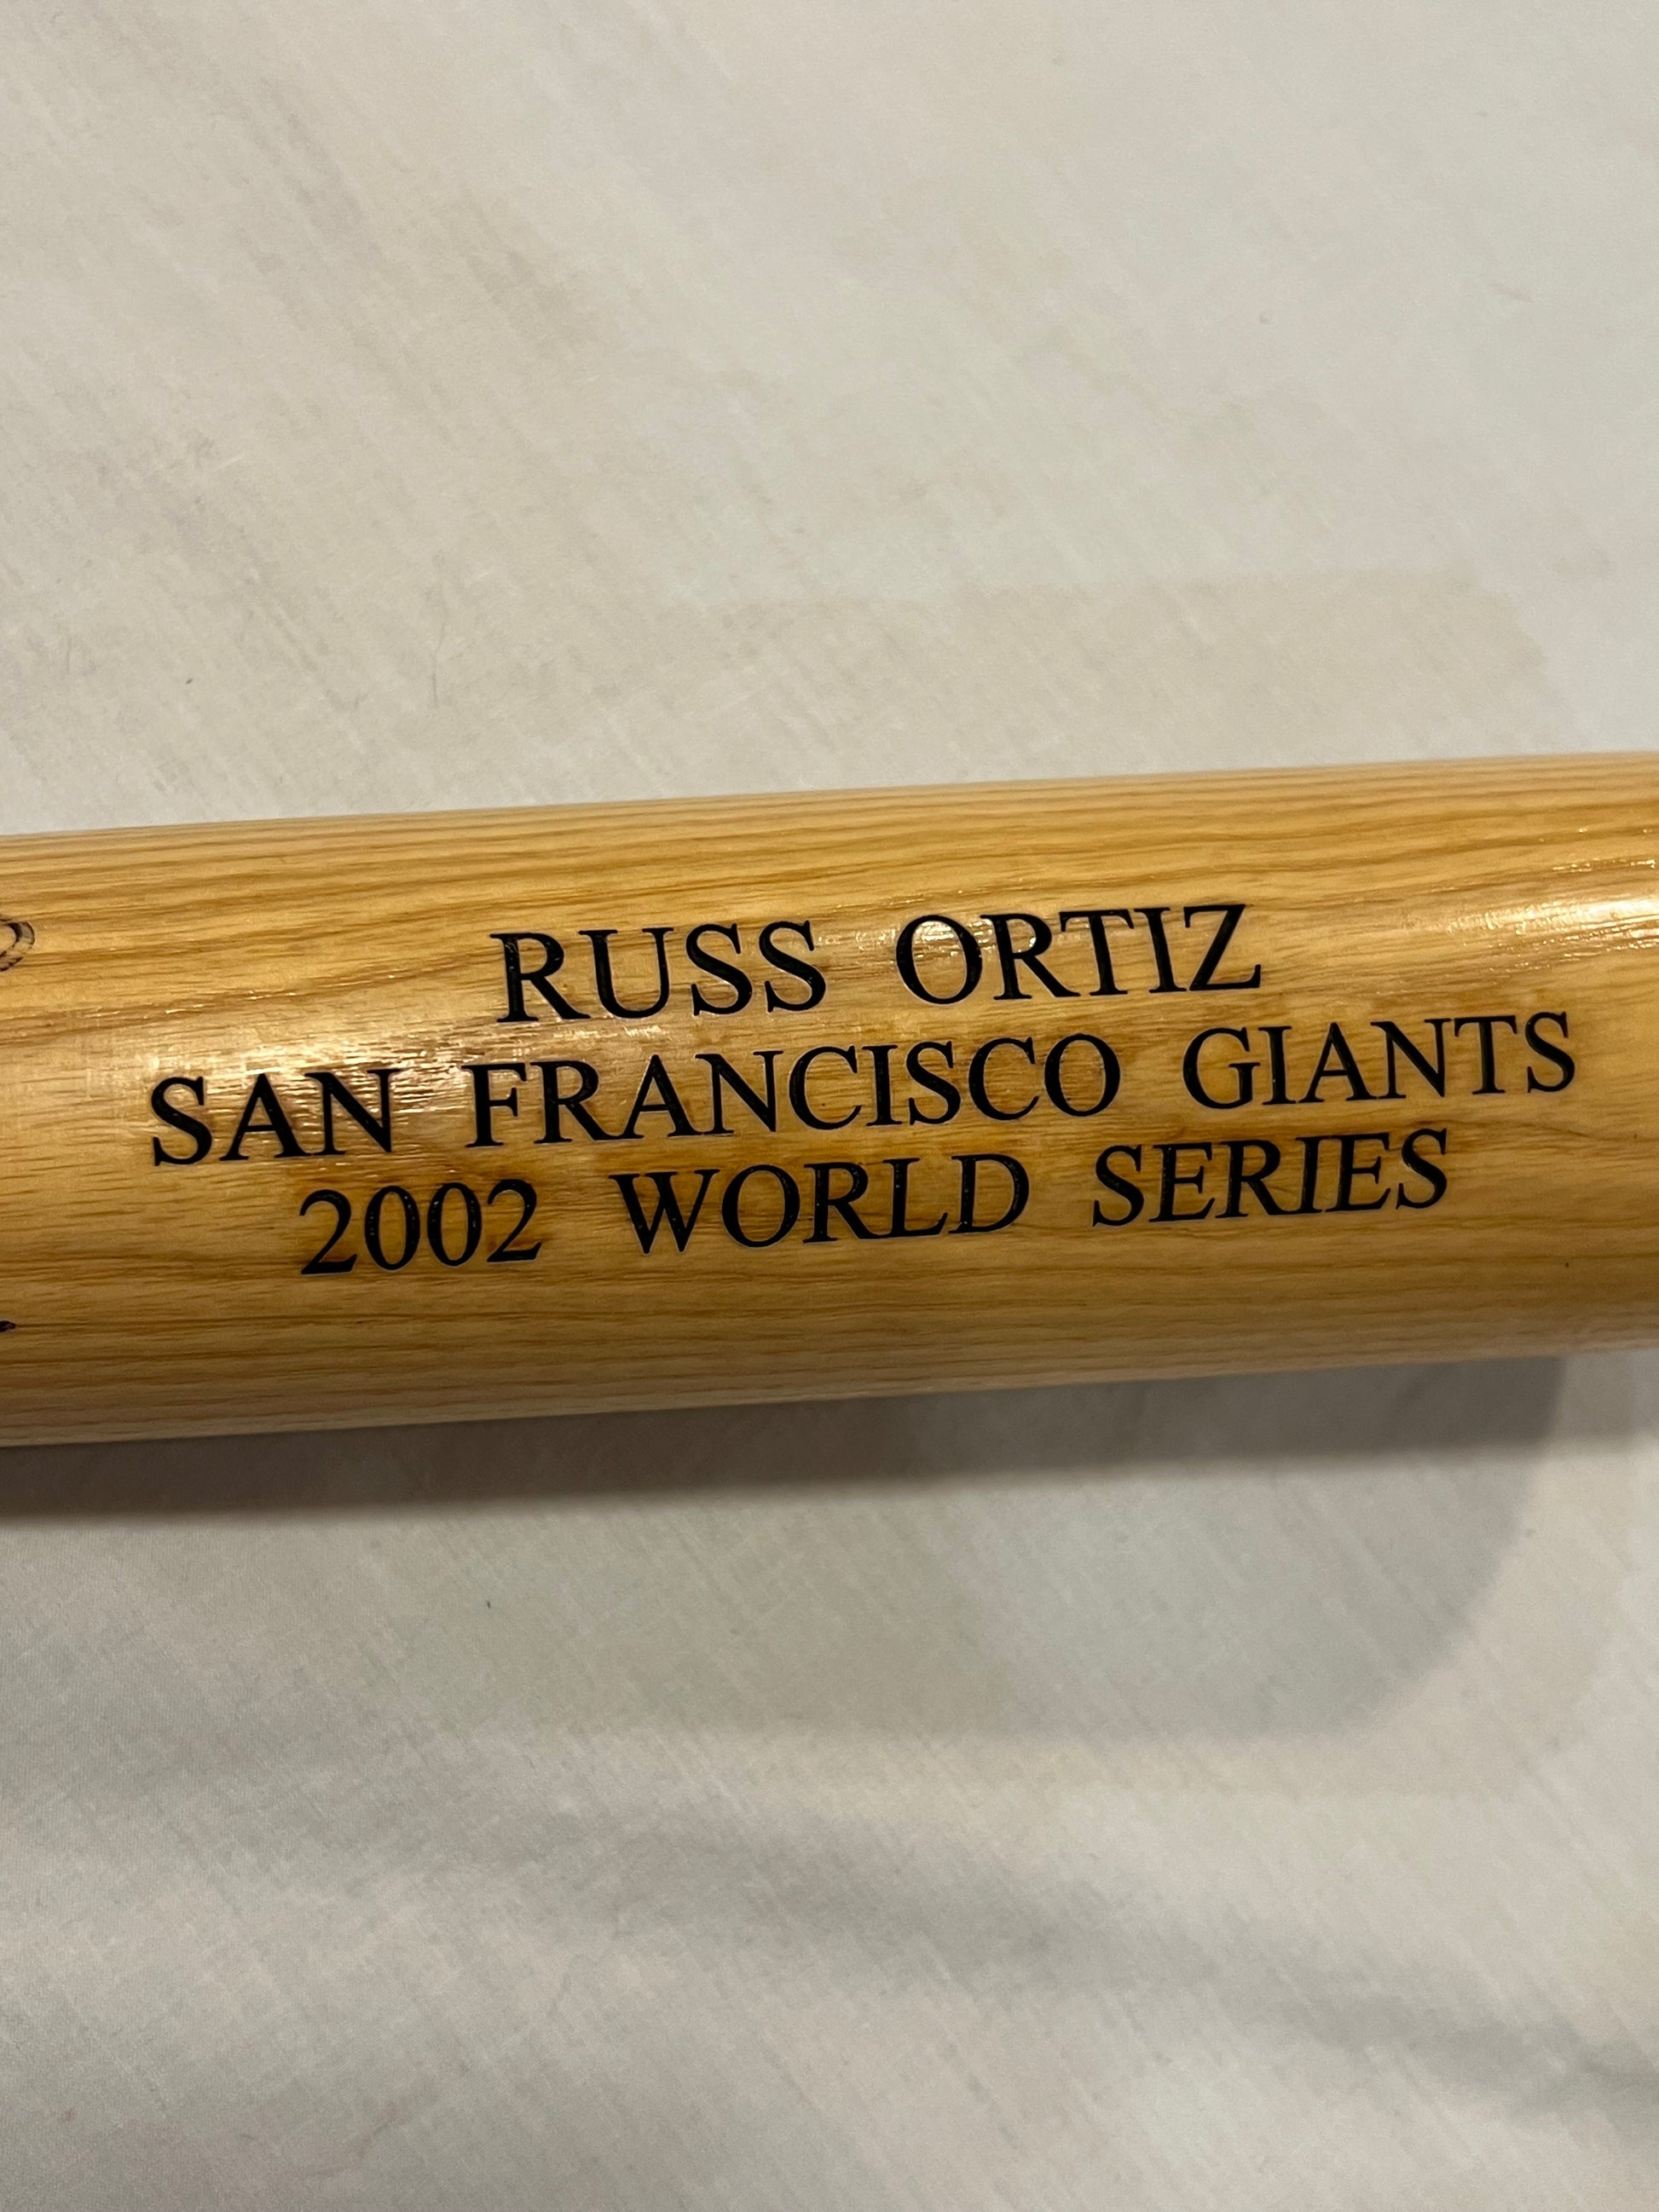 RUSS ORTIZ
SAN FRANCISCO GIANTS
2002 WORLD SERIES